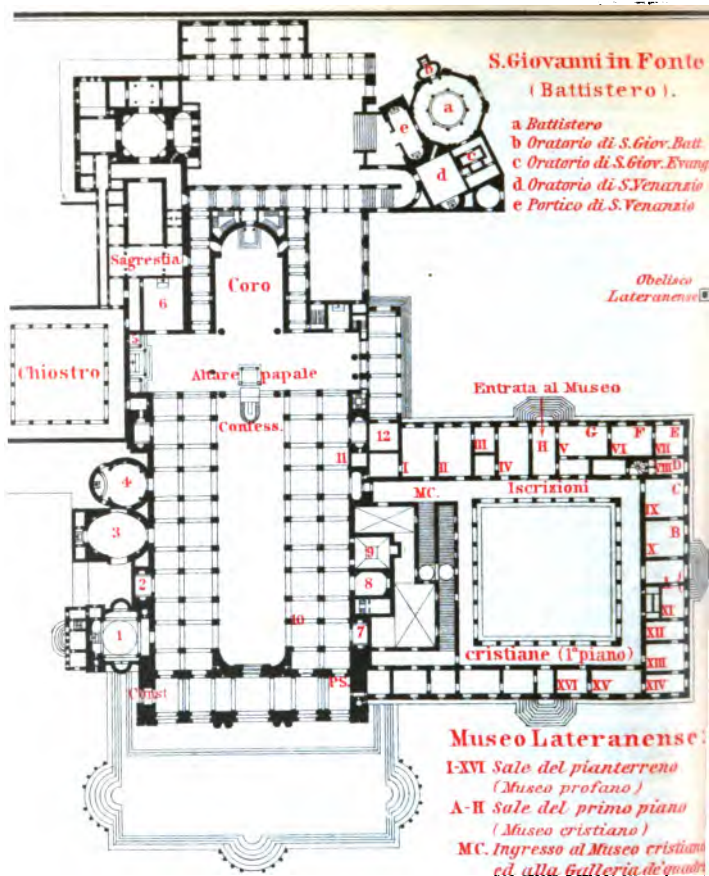 S.Giovanni in Fonte
(Battistero).
a Battistero
b Oratorio di S.Giov.Batt.
c Oratorio di S.Giov.Evang
d Oratorio di S.Venanzio
e Portico di S.Venanzio
b
a
e
c
d
Obelisco
Lateranense
Sagrestia
6
Coro
5
Chiostro
Altare papale
Confess.
Entrata al Museo
12
11
I
II
III
IV
H
V
G
VI
F
VII
E
VIII
D
MC.
Iscrizioni
C
IX
B
X
4
3
9
2
8
XI
1
10
7
XII
cristiane (1º piano)
XIII
Const
PS.
XVI
XV
XIV
Museo Lateranense:
I-XVI Sale del pianterreno
(Museo profano)
A-H Sale del primo piano
(Museo cristiano)
MC. Ingresso al Museo cristiano
ed alla Galleria de'quadri